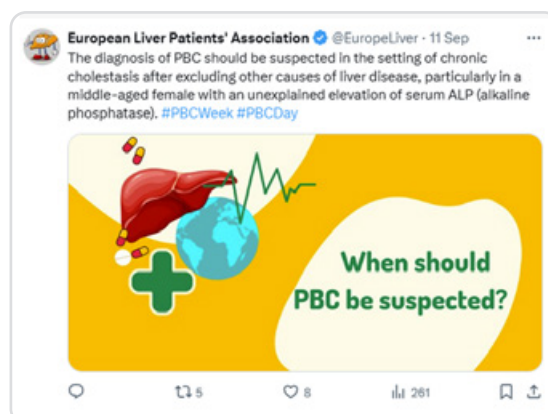 European Liver Patients' Association @EuropeLiver · 11 Sep
The diagnosis of PBC should be suspected in the setting of chronic
cholestasis after excluding other causes of liver disease, particularly in a
middle-aged female with an unexplained elevation of serum ALP (alkaline
phosphatase). #PBCWeek #PBCDay
When should
PBC be suspected?
5 8 261